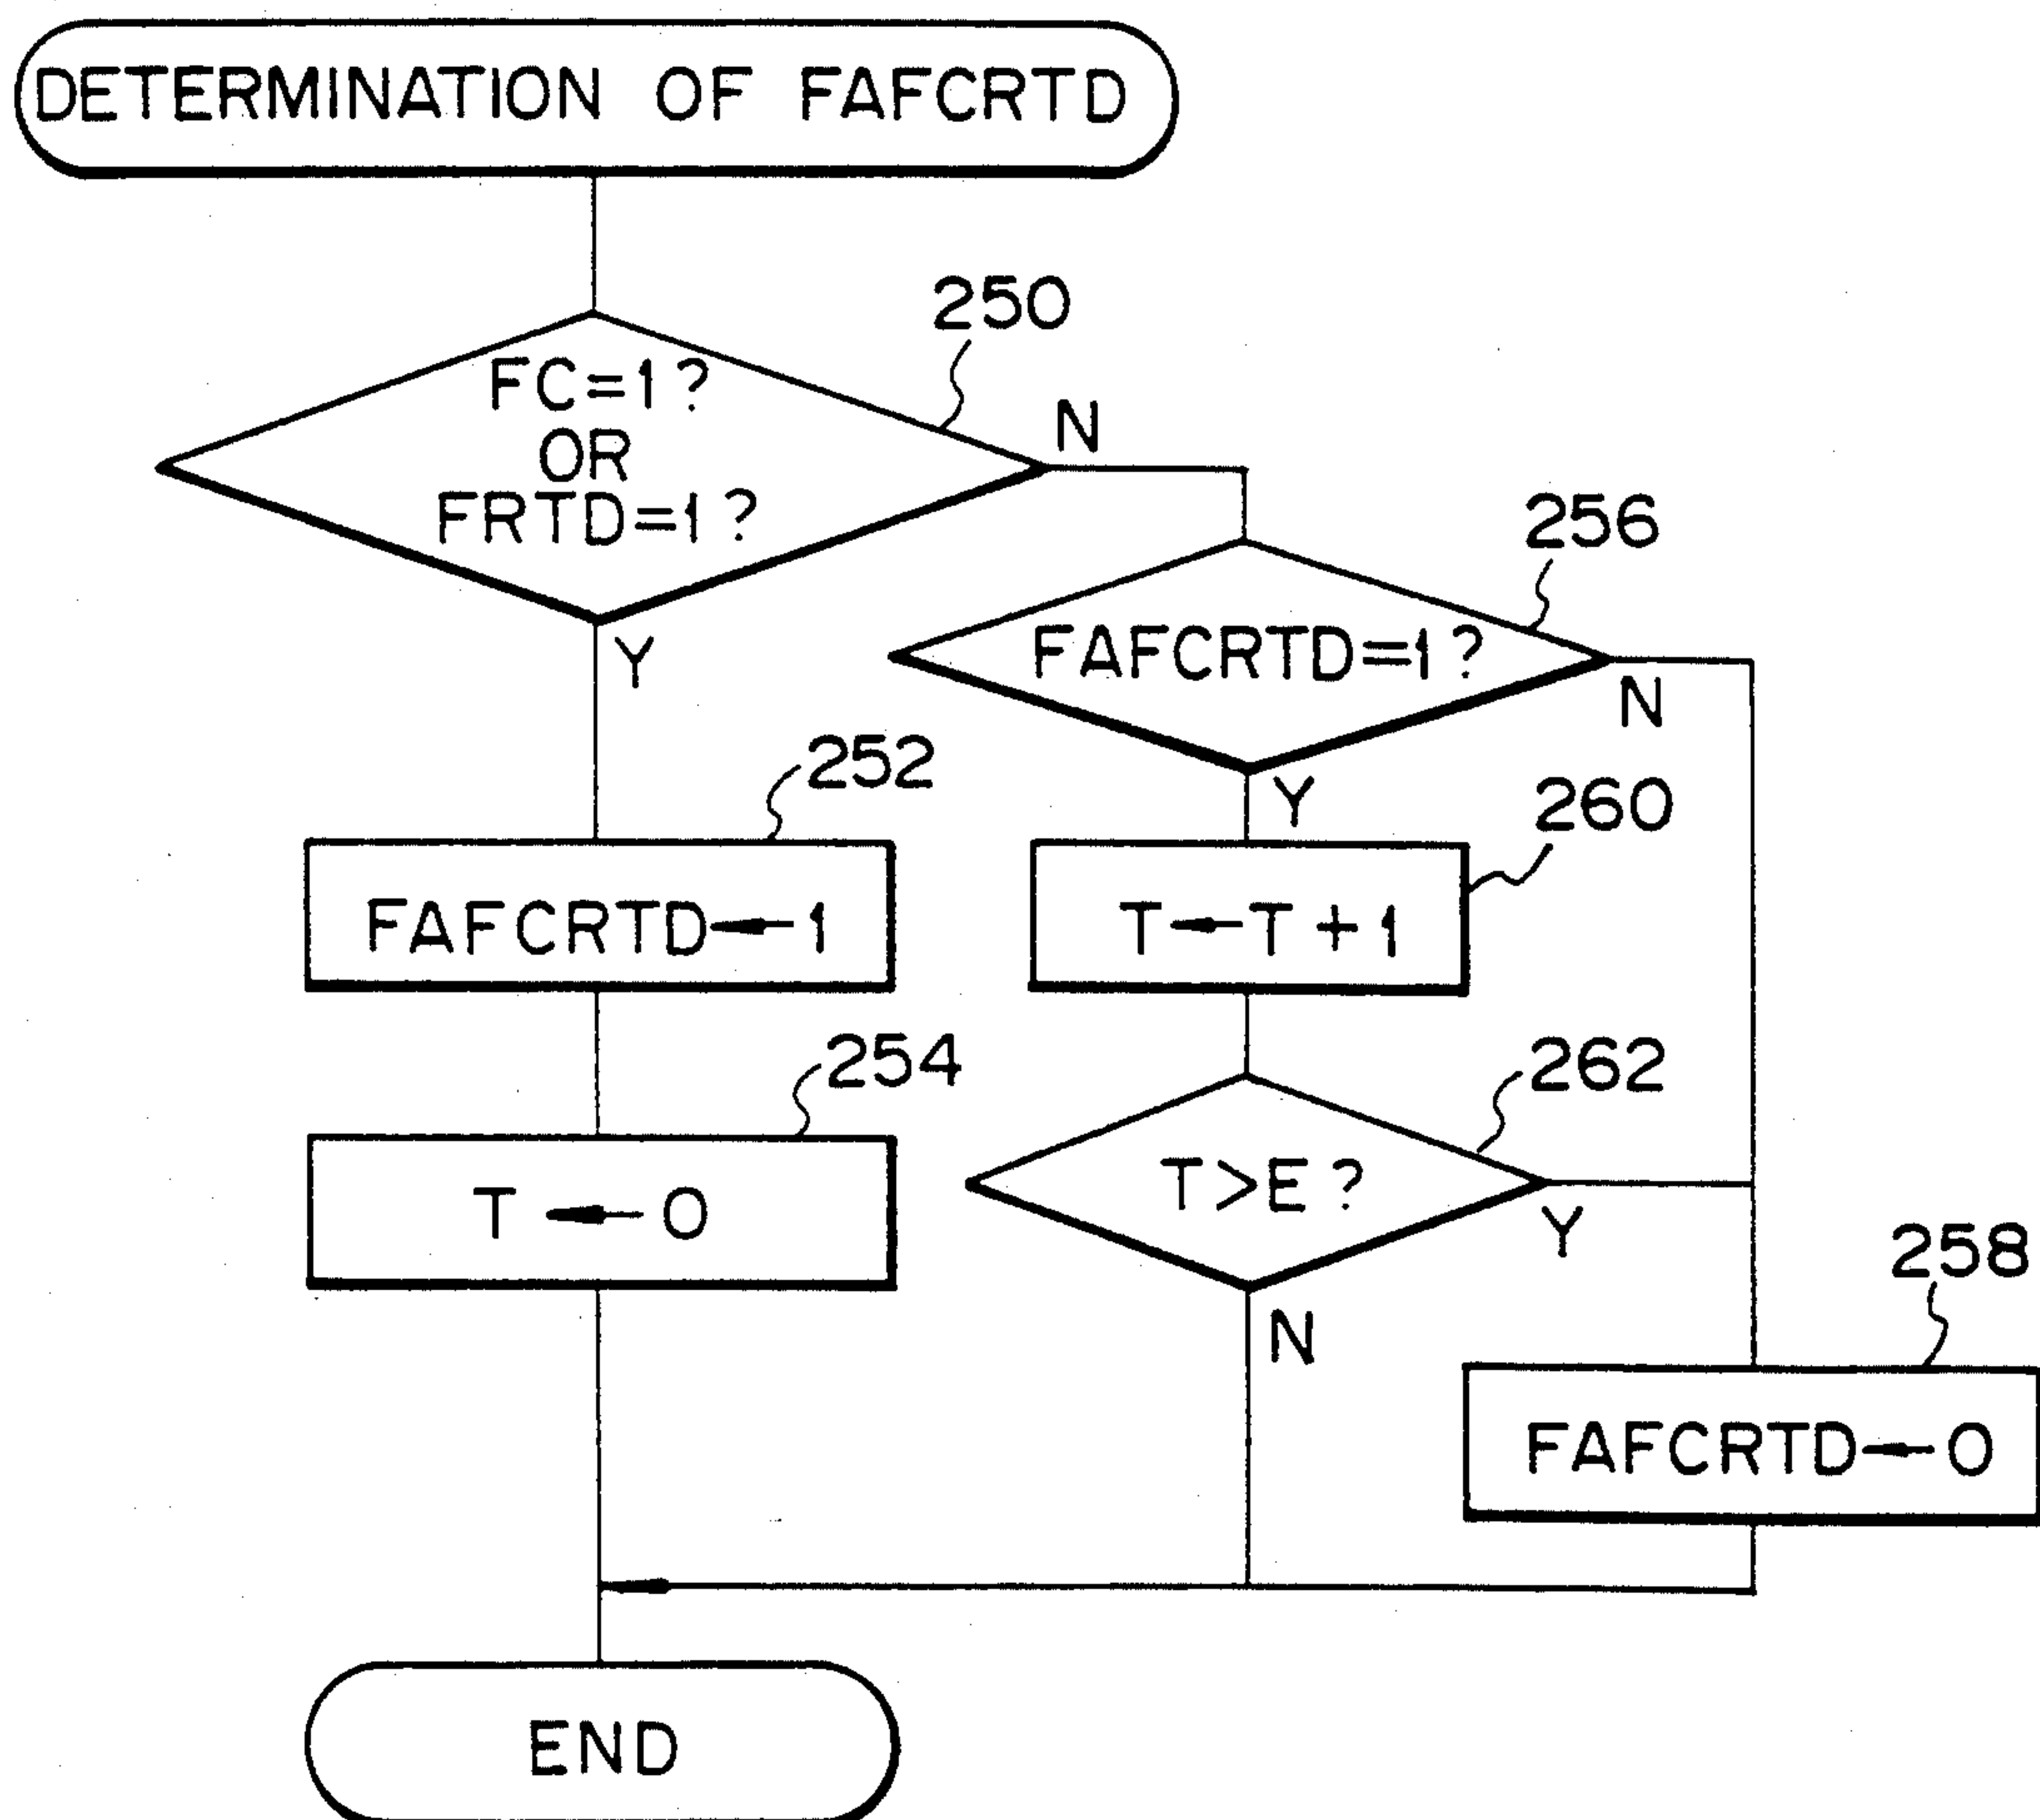 DETERMINATION OF FAFCRTD
250
FC=1?
OR
FRTD=1?
N
Y
256
FAFCRTD=1?
N
Y
252
FAFCRTD←1
260
T←T+1
254
T←0
262
T>E?
Y
N
258
FAFCRTD←0
END